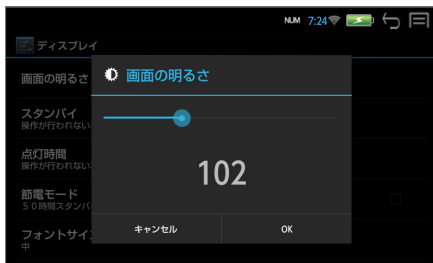 NUM 7:24
ディスプレイ
画面の明るさ
画面の明るさ
スタンバイ
操作が行われない
点灯時間
操作が行われない
102
節電モード
50時間スタンバ
キャンセル OK
フォントサイズ
中